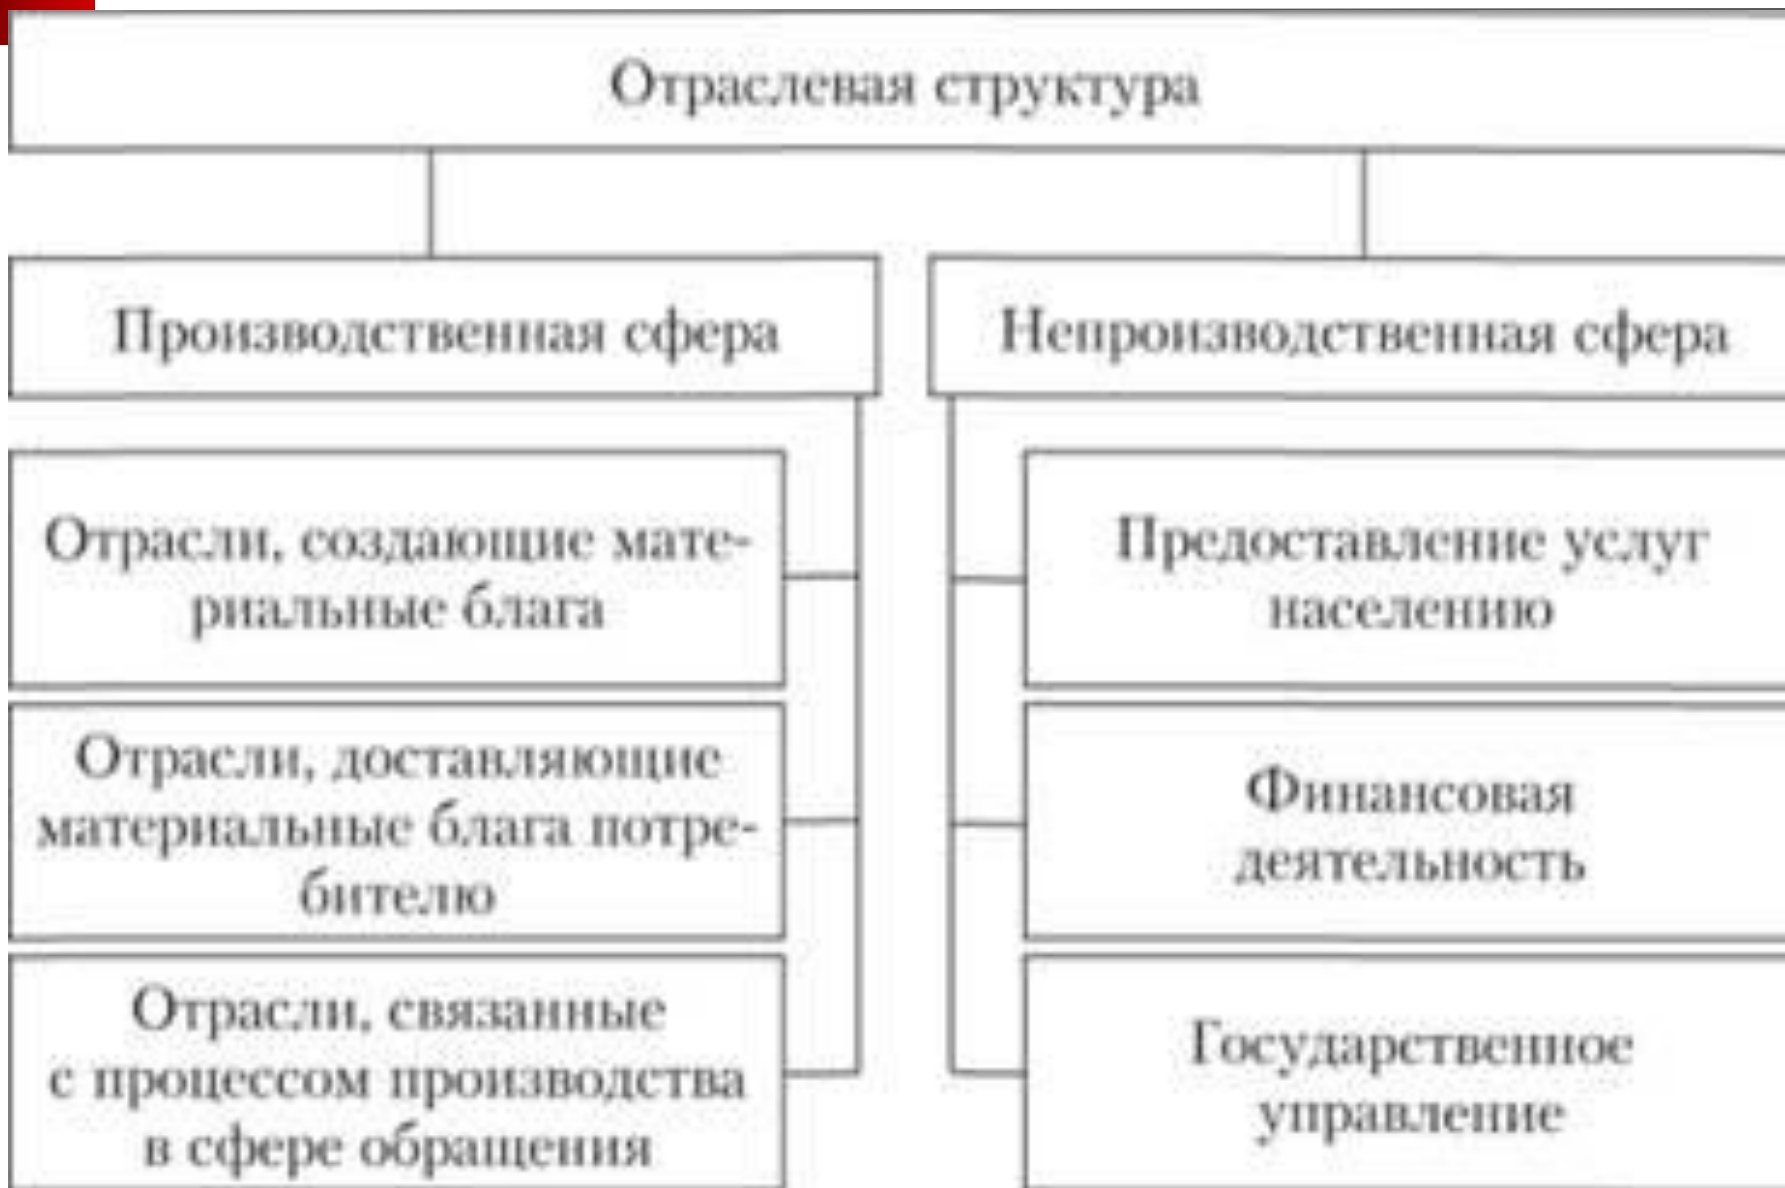 Отраслевая структура
Производственная сфера
Непроизводственная сфера
Отрасли, создающие мате-
риальные блага
Отрасли, доставляющие
материальные блага потре-
бителю
Отрасли, связанные
с процессом производства
в сфере обращения
Предоставление услуг
населению
Финансовая
деятельность
Государственное
управление